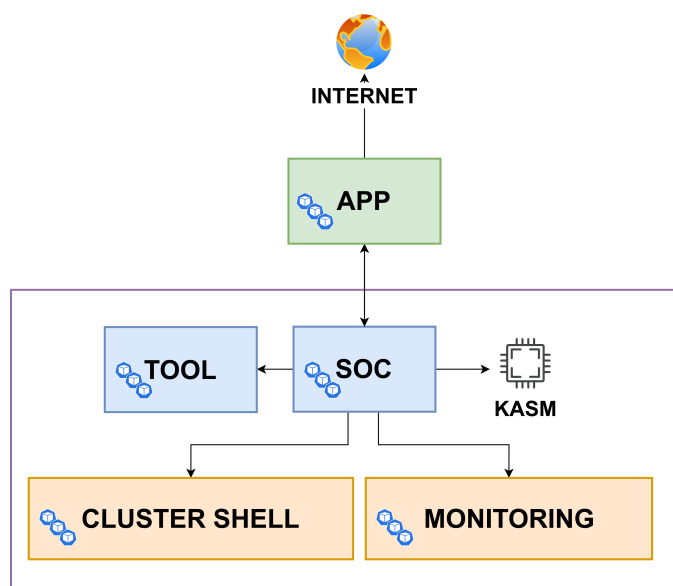 INTERNET
APP
TOOL
SOC
KASM
CLUSTER SHELL
MONITORING